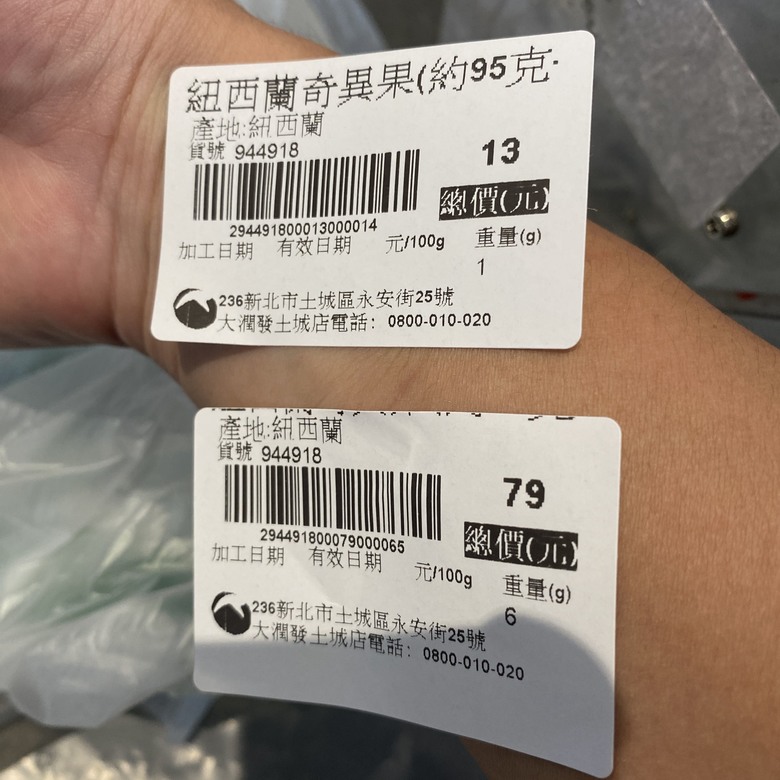 紐西蘭奇異果(約95克
產地:紐西蘭
貨號 944918
13
總價(元)
294491800013000014
加工日期 有效日期 元/100g 重量(g)
1
236新北市土城區永安街25號
大潤發土城店電話: 0800-010-020
產地:紐西蘭
貨號 944918
79
總價(元)
294491800079000065
加工日期 有效日期 元/100g 重量(g)
6
236新北市土城區永安街25號
大潤發土城店電話: 0800-010-020